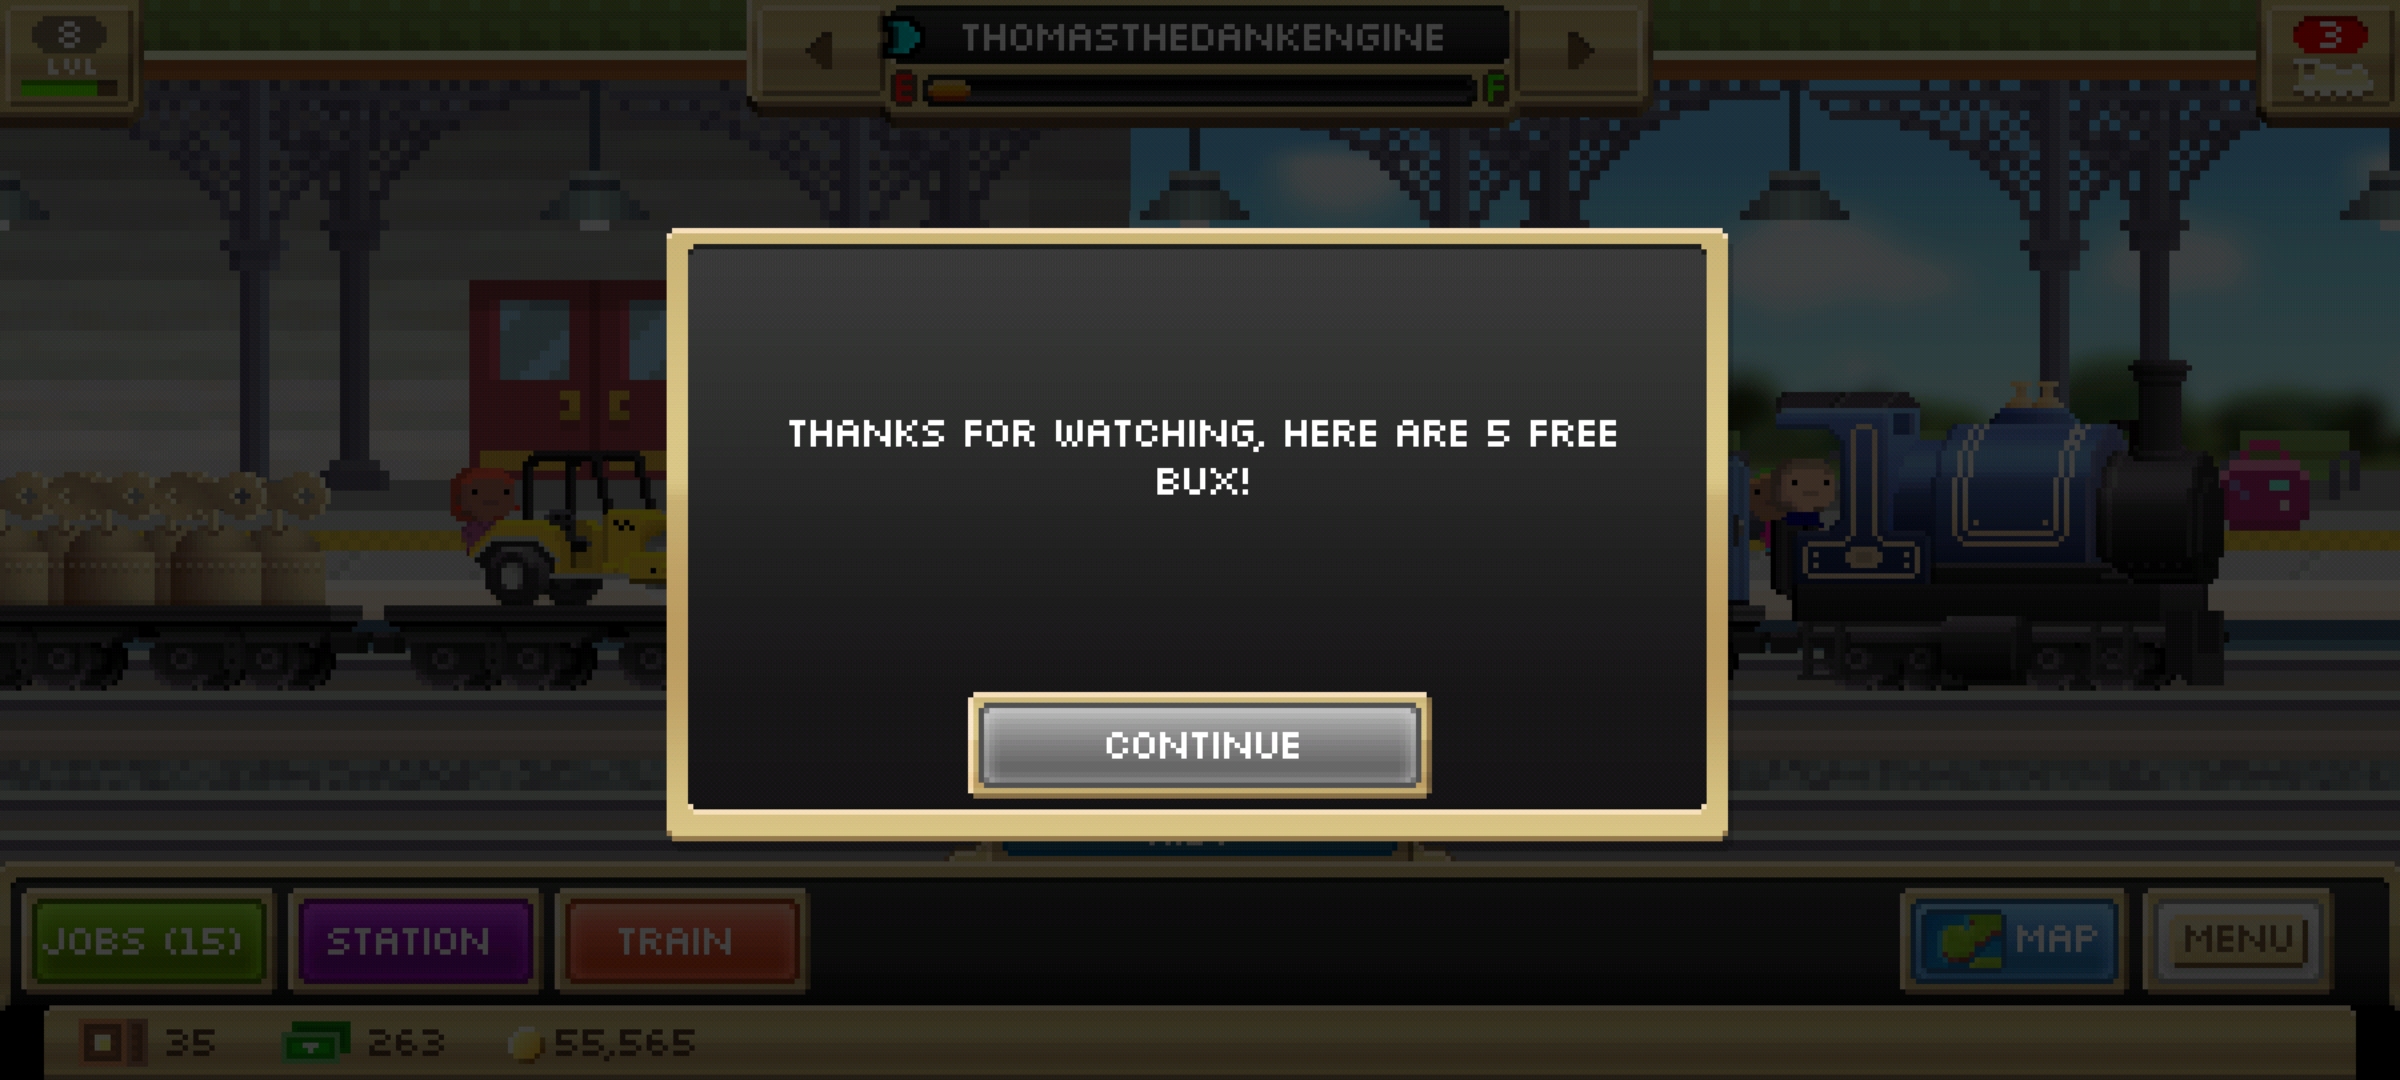 8
LVL
THOMASTHEDANKENGINE
E F
3
THANKS FOR WATCHING, HERE ARE 5 FREE
BUX!
CONTINUE
JOBS (15)
STATION
TRAIN
MAP
MENU
35
263
55,565